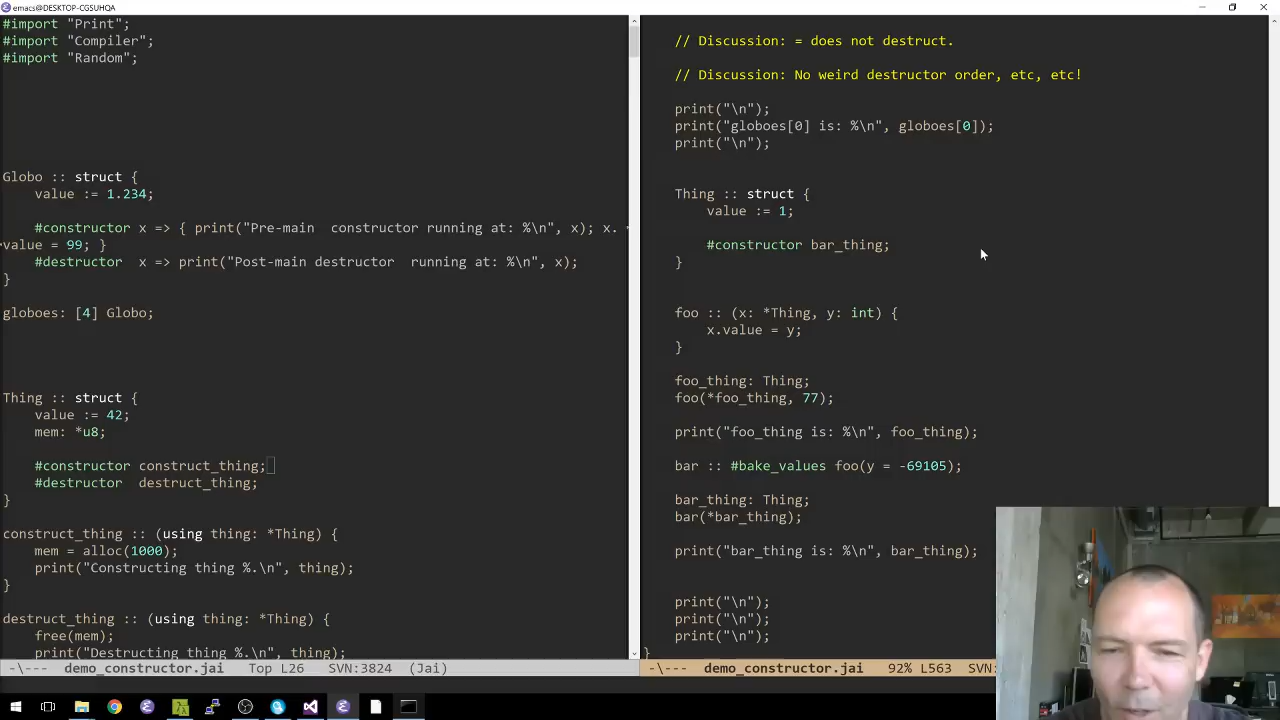 emacs@DESKTOP-CGSUHQA
#import "Print";
#import "Compiler";
#import "Random";
Globo :: struct {
value := 1.234;
#constructor x => { print("Pre-main  constructor running at: %\n", x); x.
value = 99; }
#destructor  x => print("Post-main destructor  running at: %\n", x);
}
globoes: [4] Globo;
Thing :: struct {
value := 42;
mem: *u8;
#constructor construct_thing;
#destructor  destruct_thing;
}
construct_thing :: (using thing: *Thing) {
mem = alloc(1000);
print("Constructing thing %.\n", thing);
}
destruct_thing :: (using thing: *Thing) {
free(mem);
print("Destructing thing %.\n", thing);
-\---  demo_constructor.jai   Top L26   SVN:3824  (Jai)
// Discussion: = does not destruct.
// Discussion: No weird destructor order, etc, etc!
print("\n");
print("globoes[0] is: %\n", globoes[0]);
print("\n");
Thing :: struct {
value := 1;
#constructor bar_thing;
}
foo :: (x: *Thing, y: int) {
x.value = y;
}
foo_thing: Thing;
foo(*foo_thing, 77);
print("foo_thing is: %\n", foo_thing);
bar :: #bake_values foo(y = -69105);
bar_thing: Thing;
bar(*bar_thing);
print("bar_thing is: %\n", bar_thing);
print("\n");
print("\n");
print("\n");
}
-\---  demo_constructor.jai   92% L563   SVN: